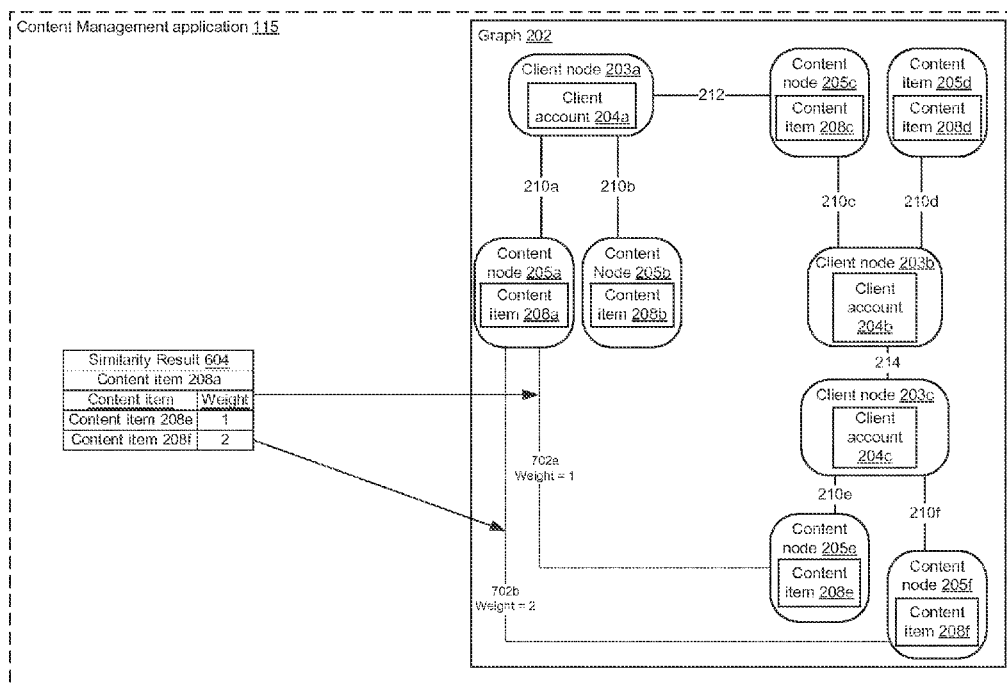 Content Management application 115
Graph 202
Client node 203a
Client
account 204a
212
Content
node 205c
Content
item 208c
Content
item 205d
Content
item 208d
210a
210b
210c
210d
Content
node 205a
Content
item 208a
Content
Node 205b
Content
item 208b
Client node 203b
Client
account
204b
214
Similarity Result 604
Content item 208a
Content item Weight
Content item 208e 1
Content item 208f 2
Client node 203c
Client
account
204c
702a
Weight = 1
210e
210f
Content
node 205e
Content
item 208e
Content
node 205f
Content
item 208f
702b
Weight = 2